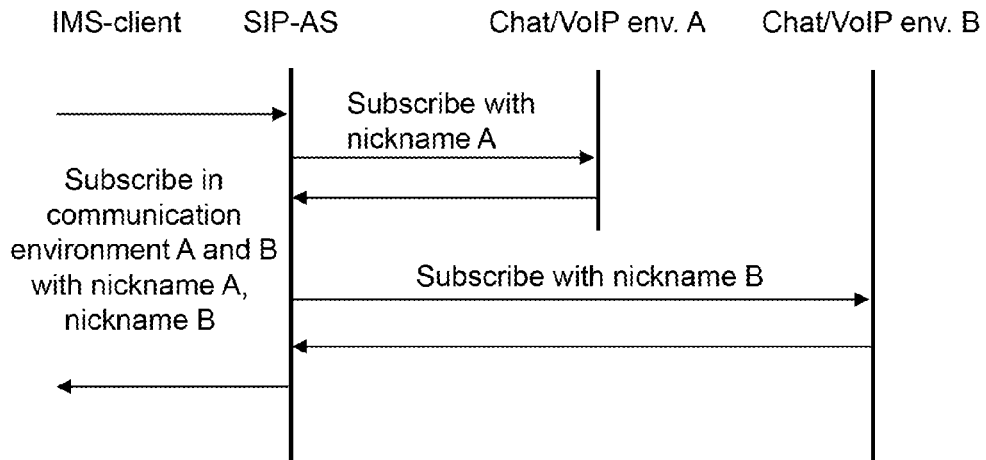 IMS-client SIP-AS Chat/VoIP env. A Chat/VoIP env. B
Subscribe with
nickname A
Subscribe in
communication
environment A and B
with nickname A,
nickname B
Subscribe with nickname B